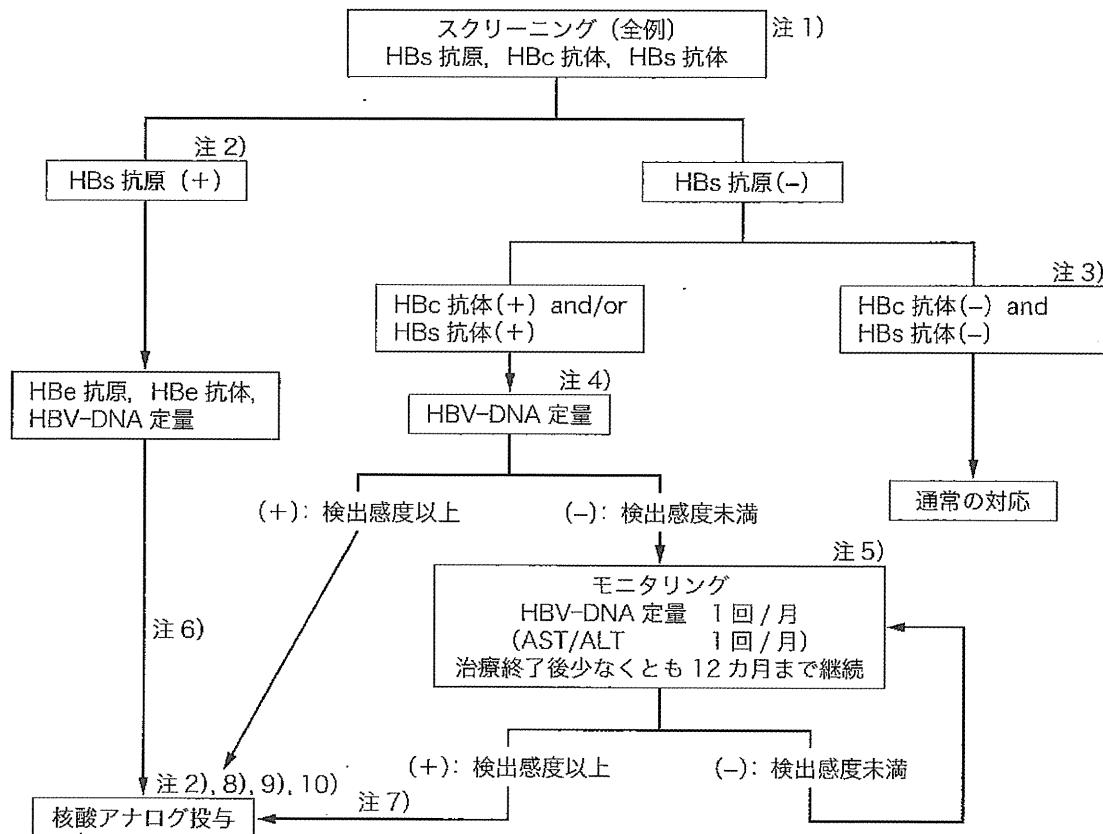 スクリーニング（全例）
HBs 抗原, HBc 抗体, HBs 抗体
注 1）
注 2）
HBs 抗原（+）
HBs 抗原（−）
注 3）
HBc 抗体（+）and/or
HBs 抗体（+）
HBc 抗体（−）and
HBs 抗体（−）
注 4）
HBe 抗原, HBe 抗体,
HBV-DNA 定量
HBV-DNA 定量
通常の対応
（+）: 検出感度以上
（−）: 検出感度未満
注 5）
モニタリング
HBV-DNA 定量 1 回 / 月
（AST/ALT 1 回 / 月）
治療終了後少なくとも 12 カ月まで継続
注 6）
（+）: 検出感度以上
（−）: 検出感度未満
注 2）, 8）, 9）, 10）
注 7）
核酸アナログ投与